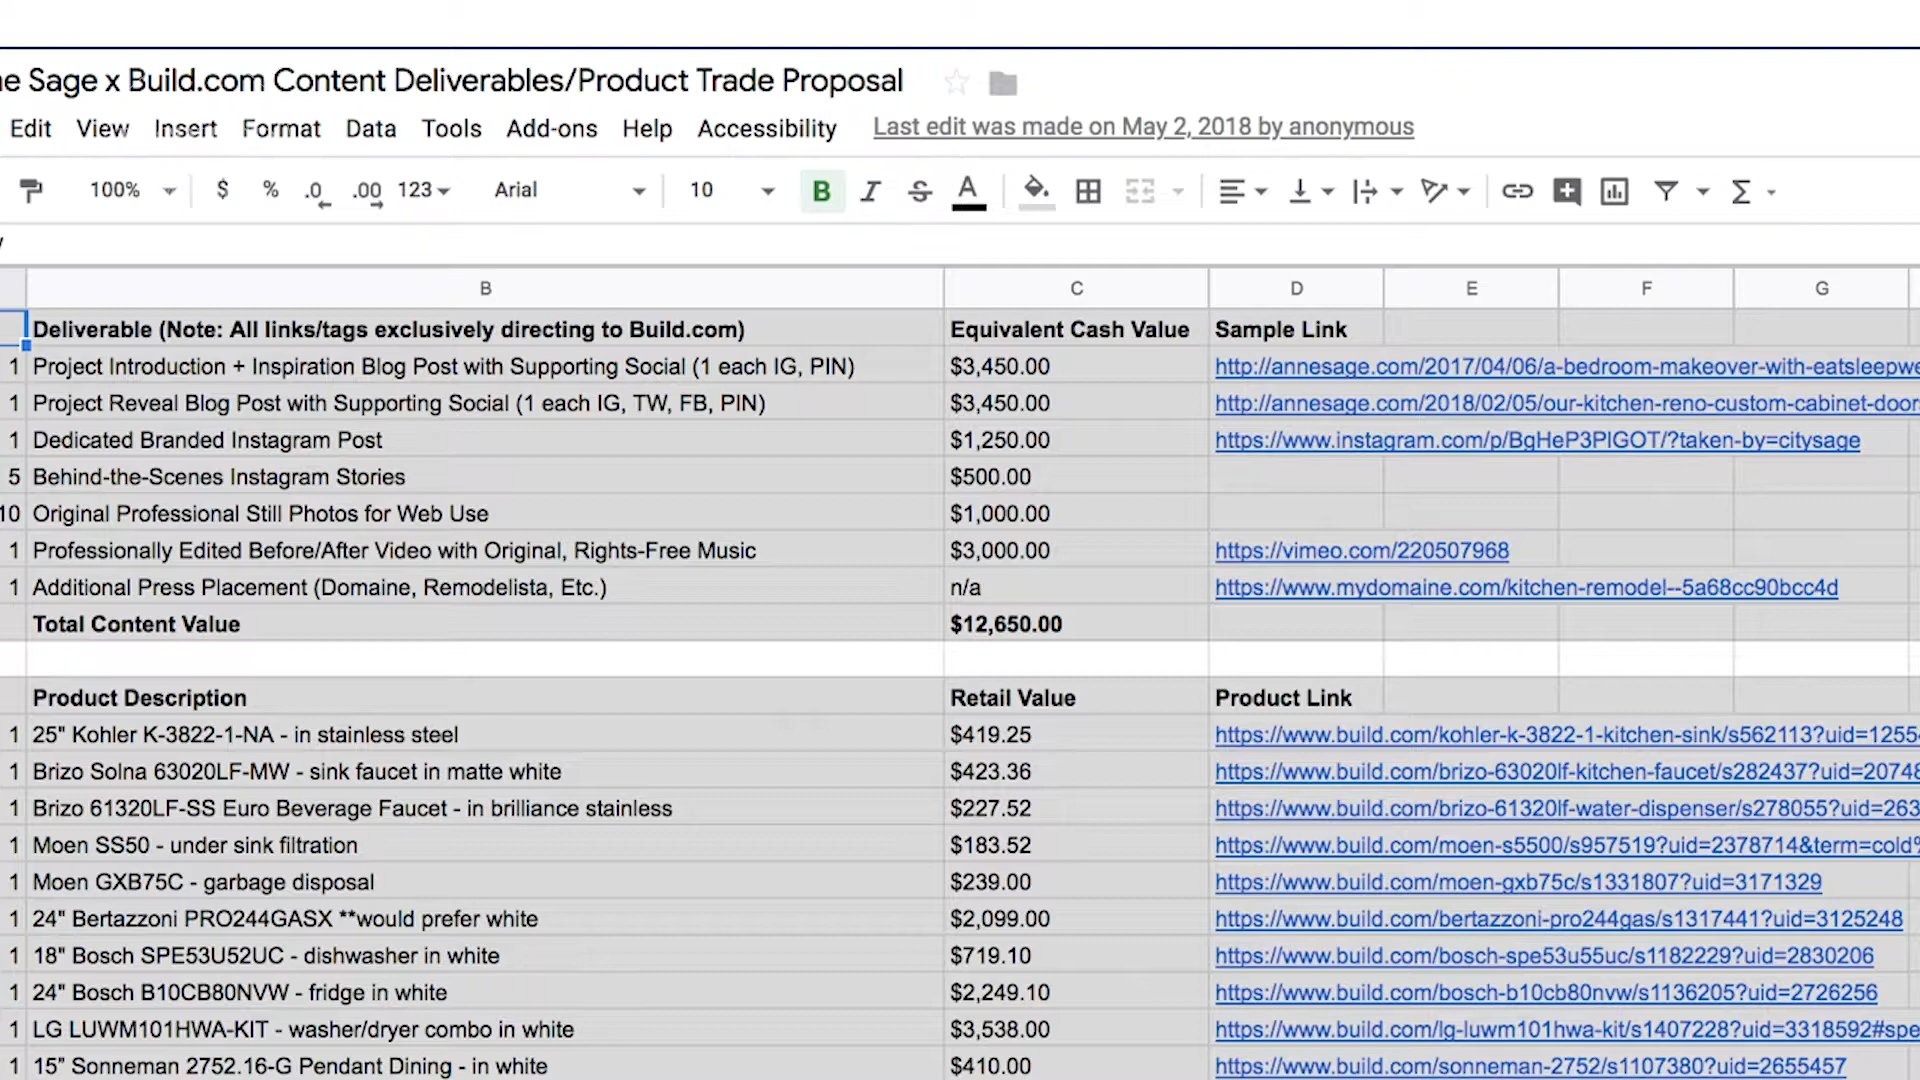 e Sage x Build.com Content Deliverables/Product Trade Proposal
Edit View Insert Format Data Tools Add-ons Help Accessibility Last edit was made on May 2, 2018 by anonymous
100% $ % .0 .00 123 Arial 10 B I S A Σ
B C D E F G
Deliverable (Note: All links/tags exclusively directing to Build.com) Equivalent Cash Value Sample Link
1 Project Introduction + Inspiration Blog Post with Supporting Social (1 each IG, PIN) $3,450.00 http://annesage.com/2017/04/06/a-bedroom-makeover-with-eatsleepwe
1 Project Reveal Blog Post with Supporting Social (1 each IG, TW, FB, PIN) $3,450.00 http://annesage.com/2018/02/05/our-kitchen-reno-custom-cabinet-doors
1 Dedicated Branded Instagram Post $1,250.00 https://www.instagram.com/p/BgHeP3PlGOT/?taken-by=citysage
5 Behind-the-Scenes Instagram Stories $500.00
10 Original Professional Still Photos for Web Use $1,000.00
1 Professionally Edited Before/After Video with Original, Rights-Free Music $3,000.00 https://vimeo.com/220507968
1 Additional Press Placement (Domaine, Remodelista, Etc.) n/a https://www.mydomaine.com/kitchen-remodel--5a68cc90bcc4d
Total Content Value $12,650.00
Product Description Retail Value Product Link
1 25" Kohler K-3822-1-NA - in stainless steel $419.25 https://www.build.com/kohler-k-3822-1-kitchen-sink/s562113?uid=1255
1 Brizo Solna 63020LF-MW - sink faucet in matte white $423.36 https://www.build.com/brizo-63020lf-kitchen-faucet/s282437?uid=20748
1 Brizo 61320LF-SS Euro Beverage Faucet - in brilliance stainless $227.52 https://www.build.com/brizo-61320lf-water-dispenser/s278055?uid=263
1 Moen SS50 - under sink filtration $183.52 https://www.build.com/moen-s5500/s957519?uid=2378714&term=cold%
1 Moen GXB75C - garbage disposal $239.00 https://www.build.com/moen-gxb75c/s1331807?uid=3171329
1 24" Bertazzoni PRO244GASX **would prefer white $2,099.00 https://www.build.com/bertazzoni-pro244gas/s1317441?uid=3125248
1 18" Bosch SPE53U52UC - dishwasher in white $719.10 https://www.build.com/bosch-spe53u55uc/s1182229?uid=2830206
1 24" Bosch B10CB80NVW - fridge in white $2,249.10 https://www.build.com/bosch-b10cb80nvw/s1136205?uid=2726256
1 LG LUWM101HWA-KIT - washer/dryer combo in white $3,538.00 https://www.build.com/lg-luwm101hwa-kit/s1407228?uid=3318592#spe
1 15" Sonneman 2752.16-G Pendant Dining - in white $410.00 https://www.build.com/sonneman-2752/s1107380?uid=2655457